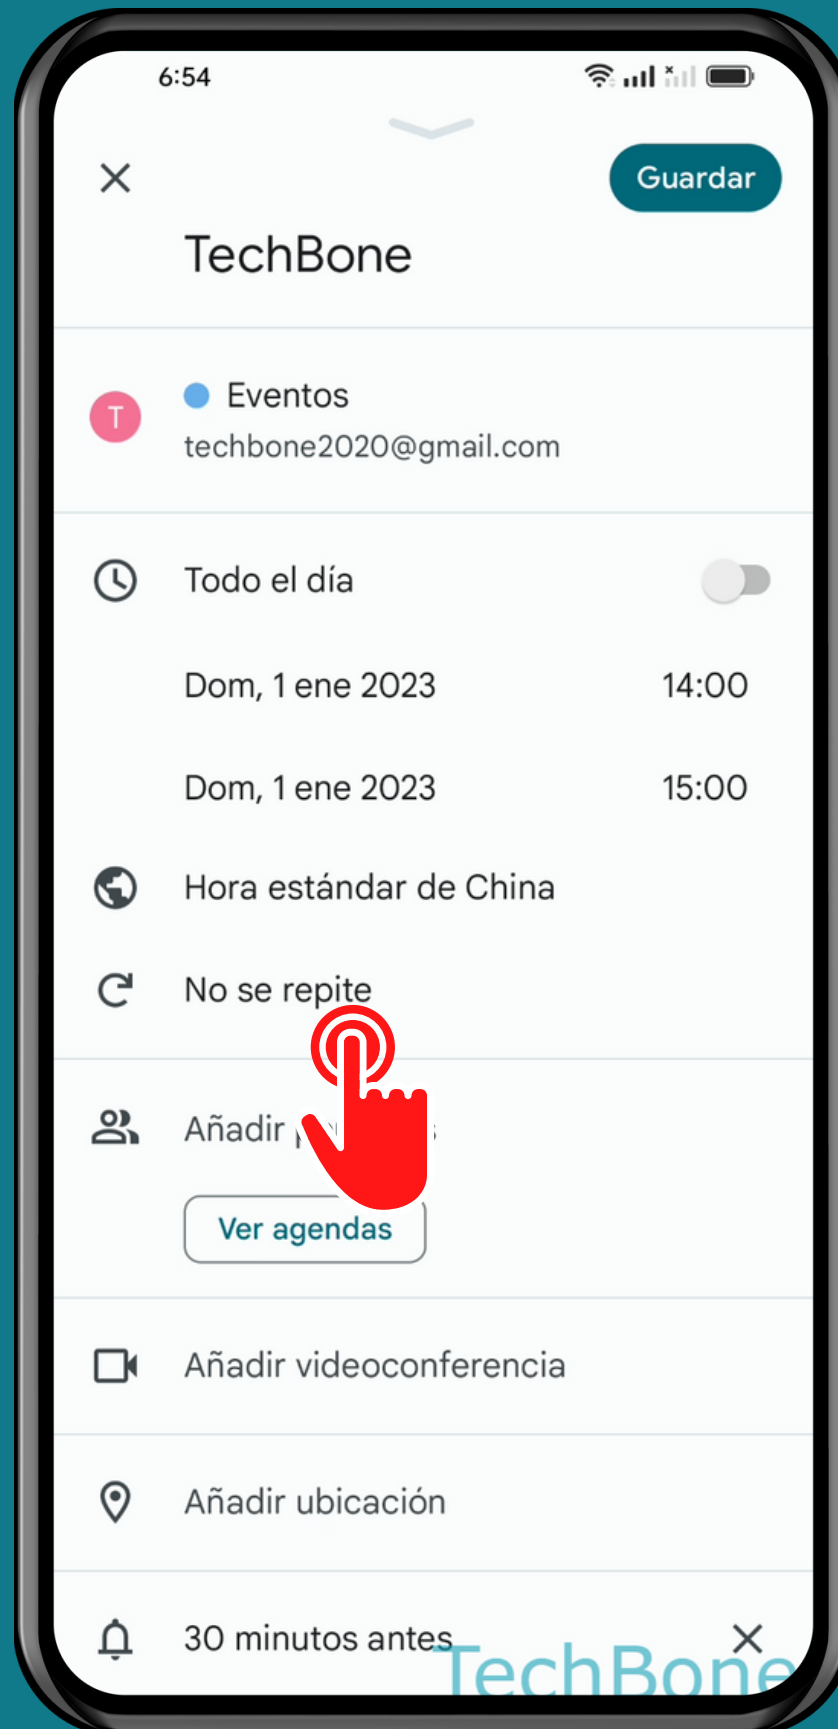 6:54
Guardar
TechBone
T
Eventos
techbone2020@gmail.com
Todo el día
Dom, 1 ene 2023 14:00
Dom, 1 ene 2023 15:00
Hora estándar de China
No se repite
Añadir
Ver agendas
Añadir videoconferencia
Añadir ubicación
30 minutos antes
TechBone